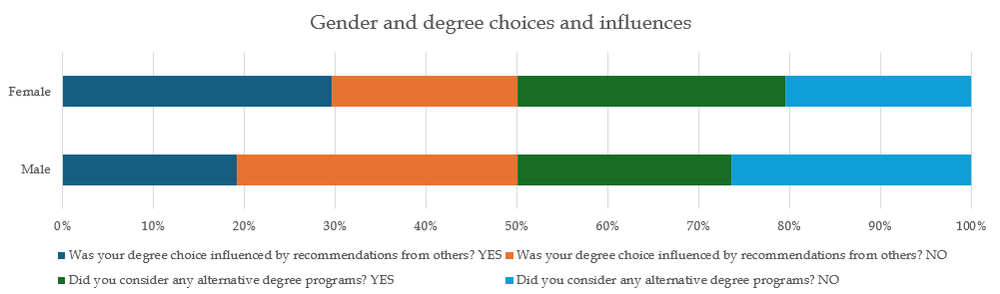 Gender and degree choices and influences
Female
Male
0% 10% 20% 30% 40% 50% 60% 70% 80% 90% 100%
Was your degree choice influenced by recommendations from others? YES Was your degree choice influenced by recommendations from others? NO
Did you consider any alternative degree programs? YES Did you consider any alternative degree programs? NO